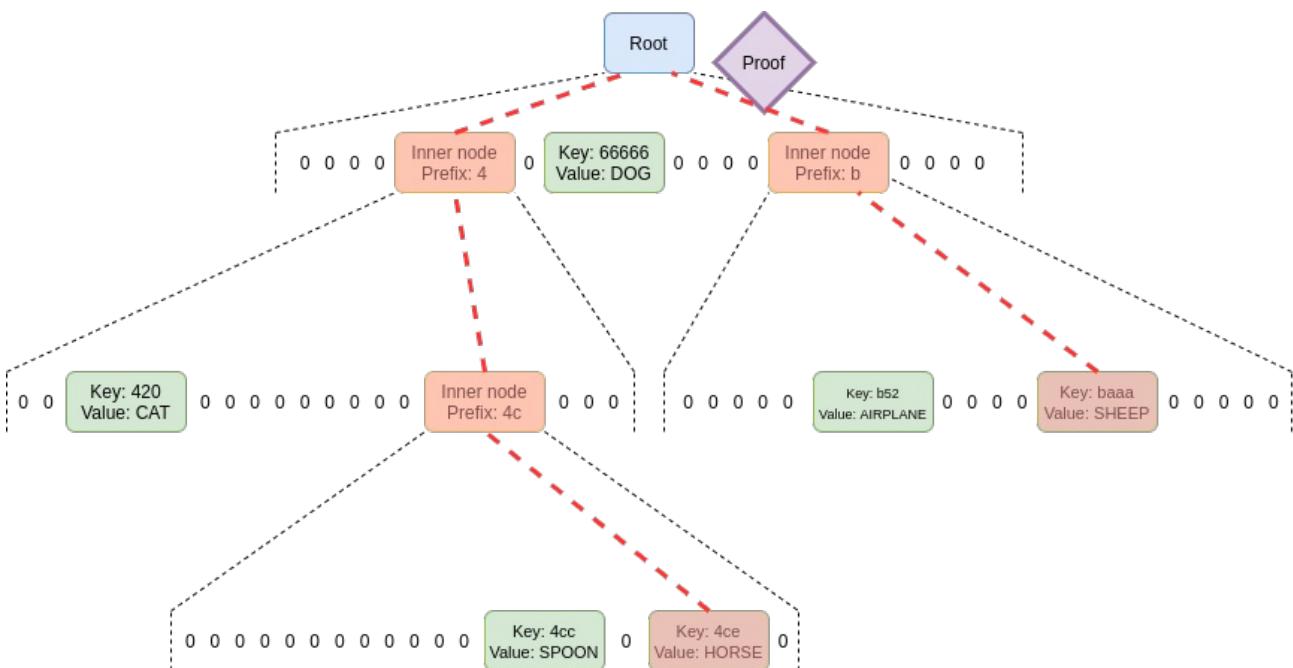 Root
Proof
0 0 0 0 Inner node 0 Key: 66666 0 0 0 0 Inner node 0 0 0 0
Prefix: 4 Value: DOG Prefix: b
0 0 Key: 420 0 0 0 0 0 0 0 0 0 Inner node 0 0 0
Value: CAT Prefix: 4c
0 0 0 0 0 Key: b52 0 0 0 0 Key: baaa 0 0 0 0 0
Value: AIRPLANE Value: SHEEP
0 0 0 0 0 0 0 0 0 0 0 0 Key: 4cc 0 Key: 4ce 0
Value: SPOON Value: HORSE